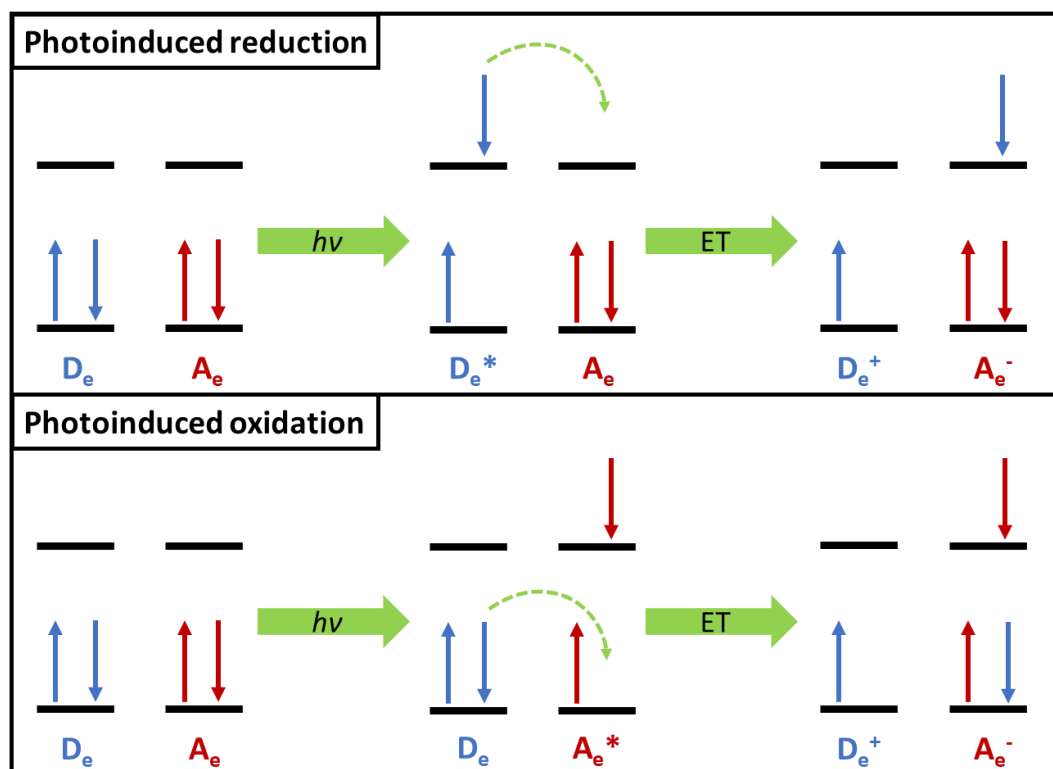 Photoinduced reduction
hν ET
Dₑ Aₑ Dₑ* Aₑ Dₑ⁺ Aₑ⁻
Photoinduced oxidation
hν ET
Dₑ Aₑ Dₑ Aₑ* Dₑ⁺ Aₑ⁻